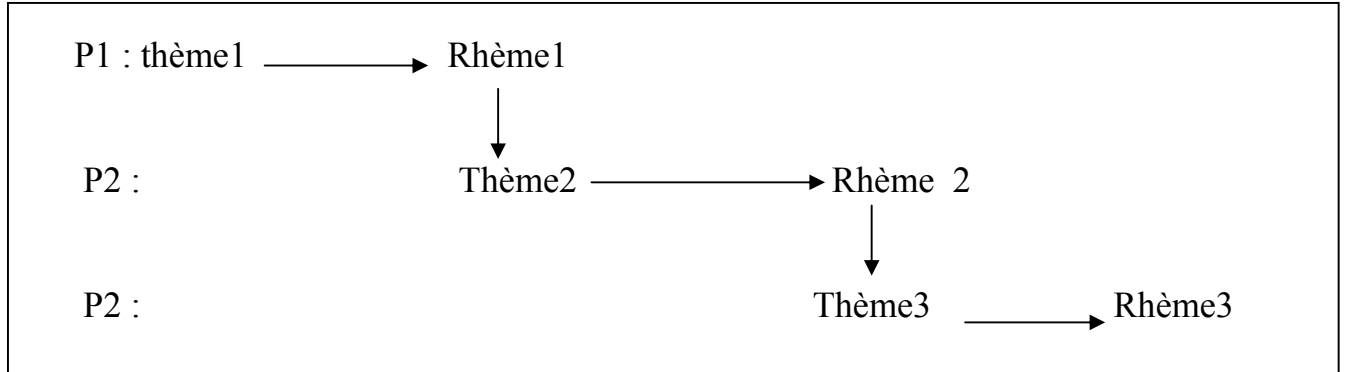 P1 : thème1 Rhème1
P2 : Thème2 Rhème 2
P2 : Thème3 Rhème3